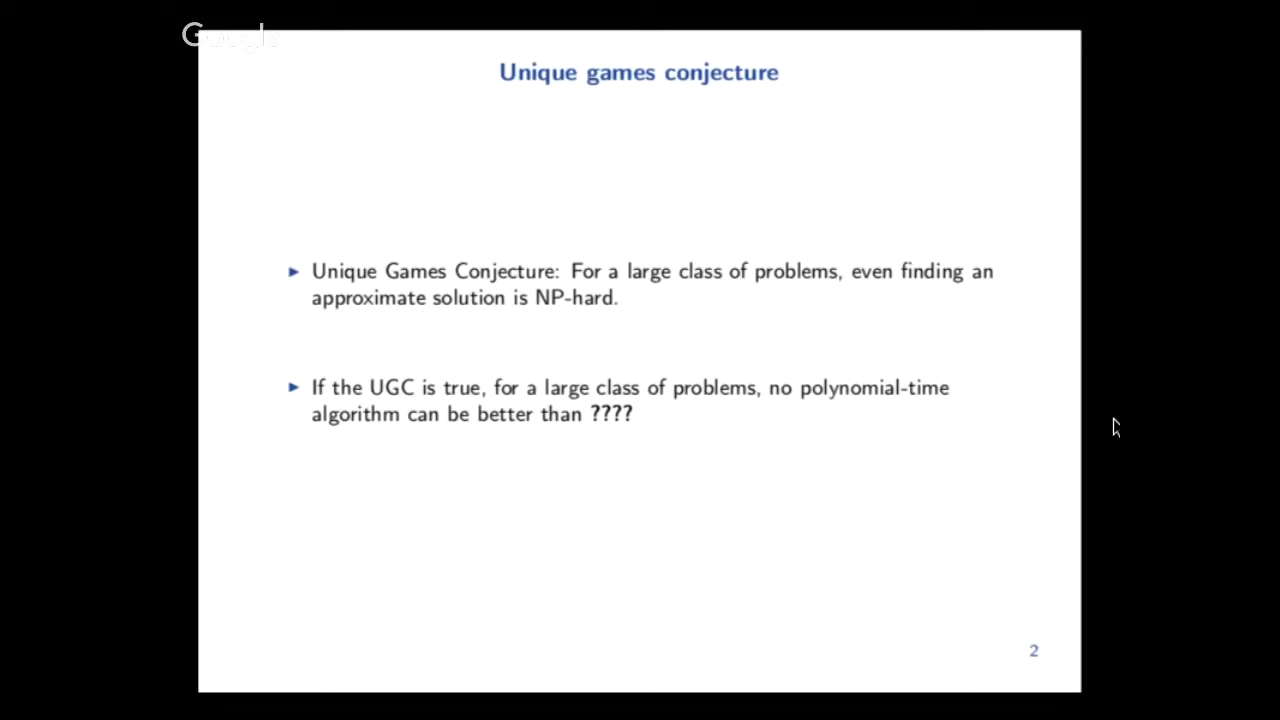 Google
Unique games conjecture
► Unique Games Conjecture: For a large class of problems, even finding an
approximate solution is NP-hard.
► If the UGC is true, for a large class of problems, no polynomial-time
algorithm can be better than ????
2